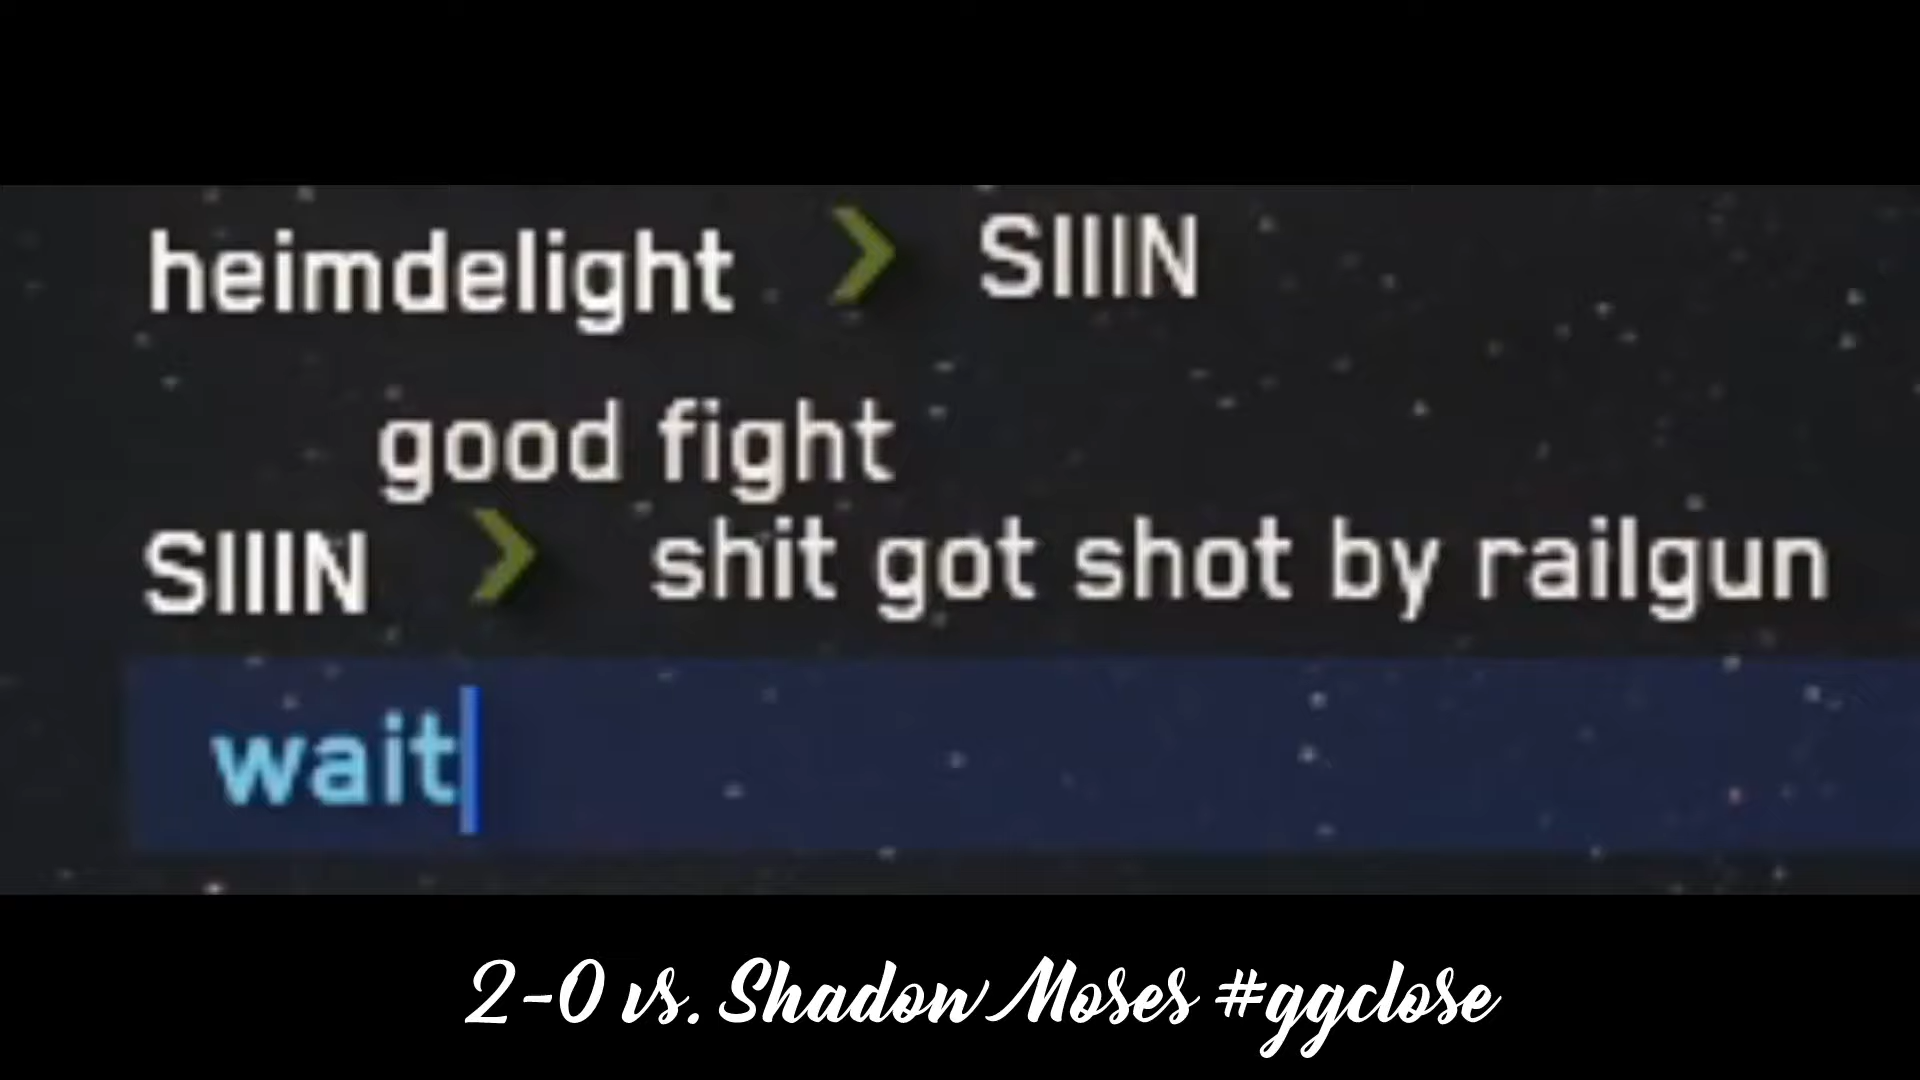 heimdelight > SIIIN
good fight
SIIIN > shit got shot by railgun
wait
2-0 vs. Shadow Moses #ggclose